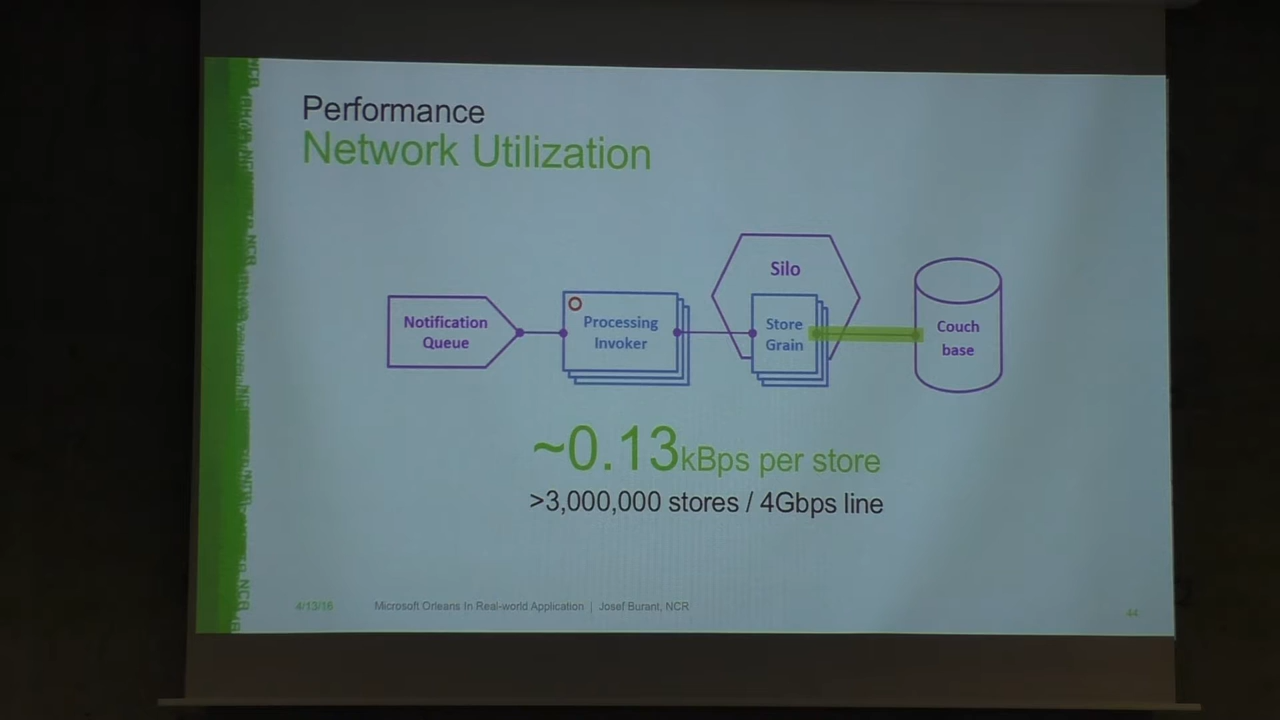 Performance
Network Utilization
Silo
Notification
Queue
Processing
Invoker
Store
Grain
Couch
base
~0.13kBps per store
>3,000,000 stores / 4Gbps line
4/13/16
Microsoft Orleans In Real-world Application | Josef Burant, NCR
44